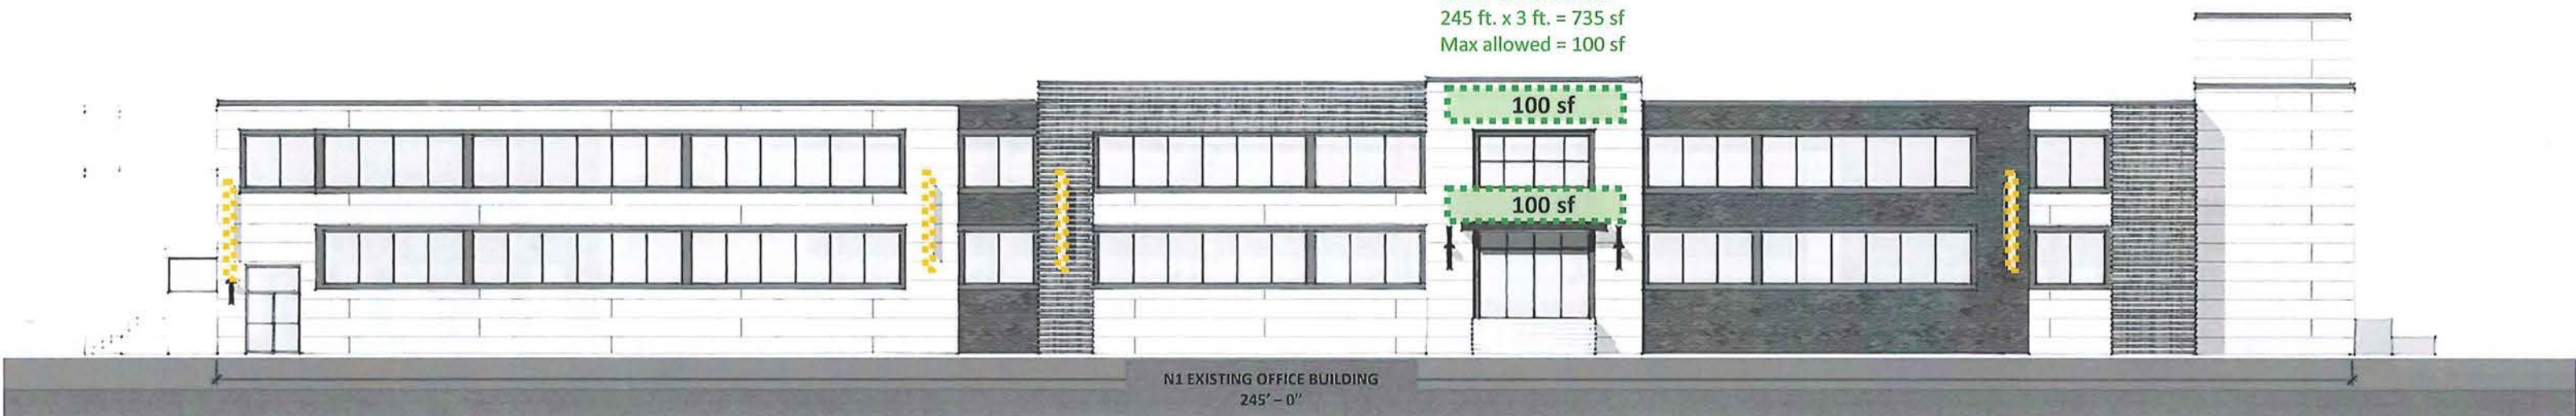 245 ft. x 3 ft. = 735 sf
Max allowed = 100 sf
100 sf
100 sf
N1 EXISTING OFFICE BUILDING
245' – 0"